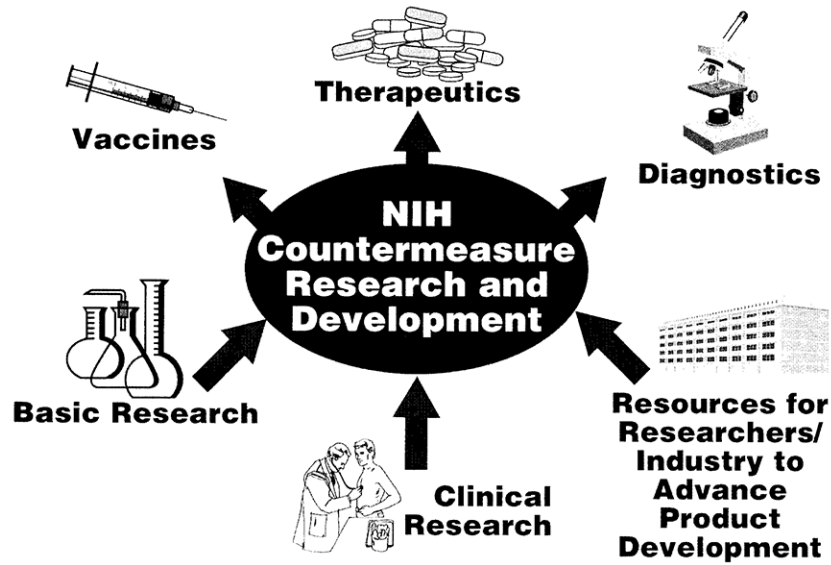 Therapeutics
Vaccines
Diagnostics
NIH
Countermeasure
Research and
Development
Basic Research
Clinical
Research
Resources for
Researchers/
Industry to
Advance
Product
Development